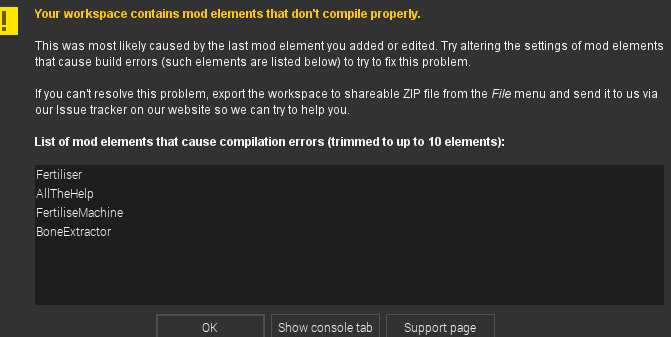 !
Your workspace contains mod elements that don't compile properly.
This was most likely caused by the last mod element you added or edited. Try altering the settings of mod elements
that cause build errors (such elements are listed below) to try to fix this problem.
If you can't resolve this problem, export the workspace to shareable ZIP file from the File menu and send it to us via
our Issue tracker on our website so we can try to help you.
List of mod elements that cause compilation errors (trimmed to up to 10 elements):
Fertiliser
AllTheHelp
FertiliseMachine
BoneExtractor
OK Show console tab Support page